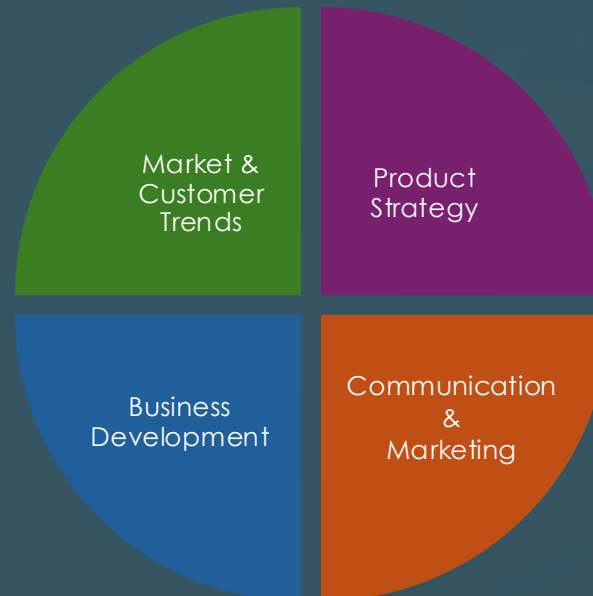 Market &
Customer
Trends
Product
Strategy
Business
Development
Communication
&
Marketing